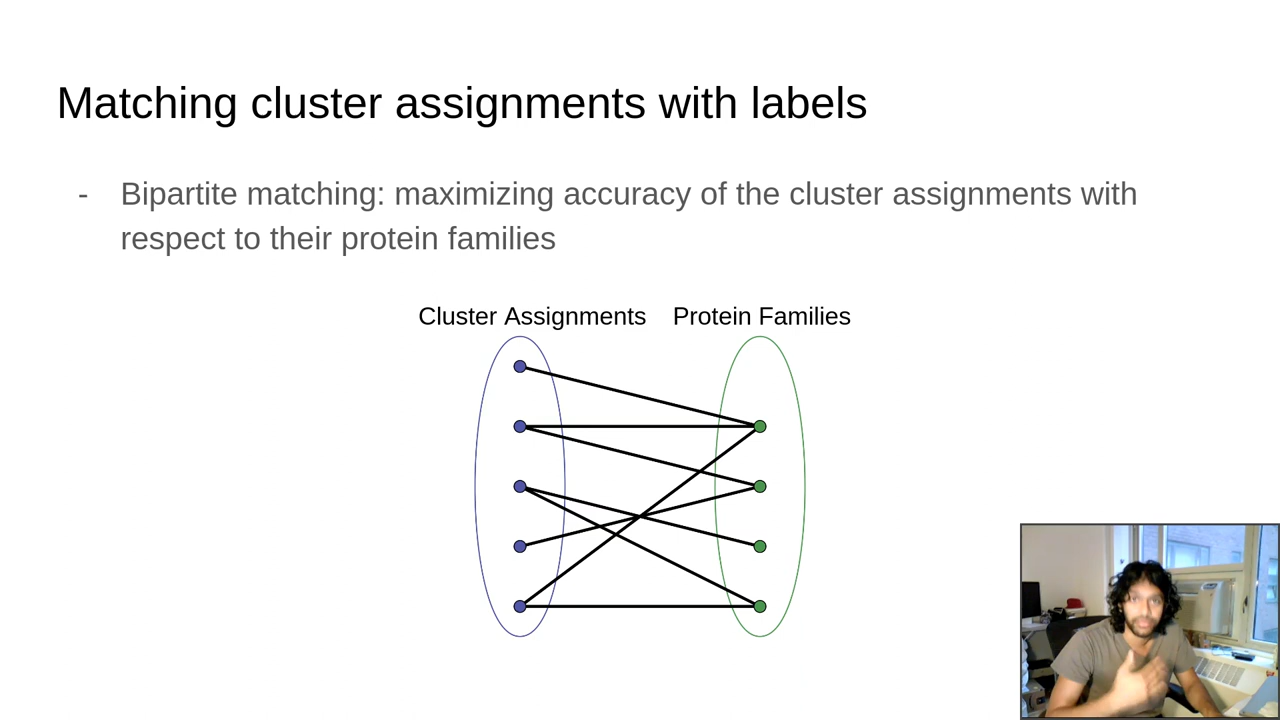 Matching cluster assignments with labels
- Bipartite matching: maximizing accuracy of the cluster assignments with
respect to their protein families
Cluster Assignments Protein Families